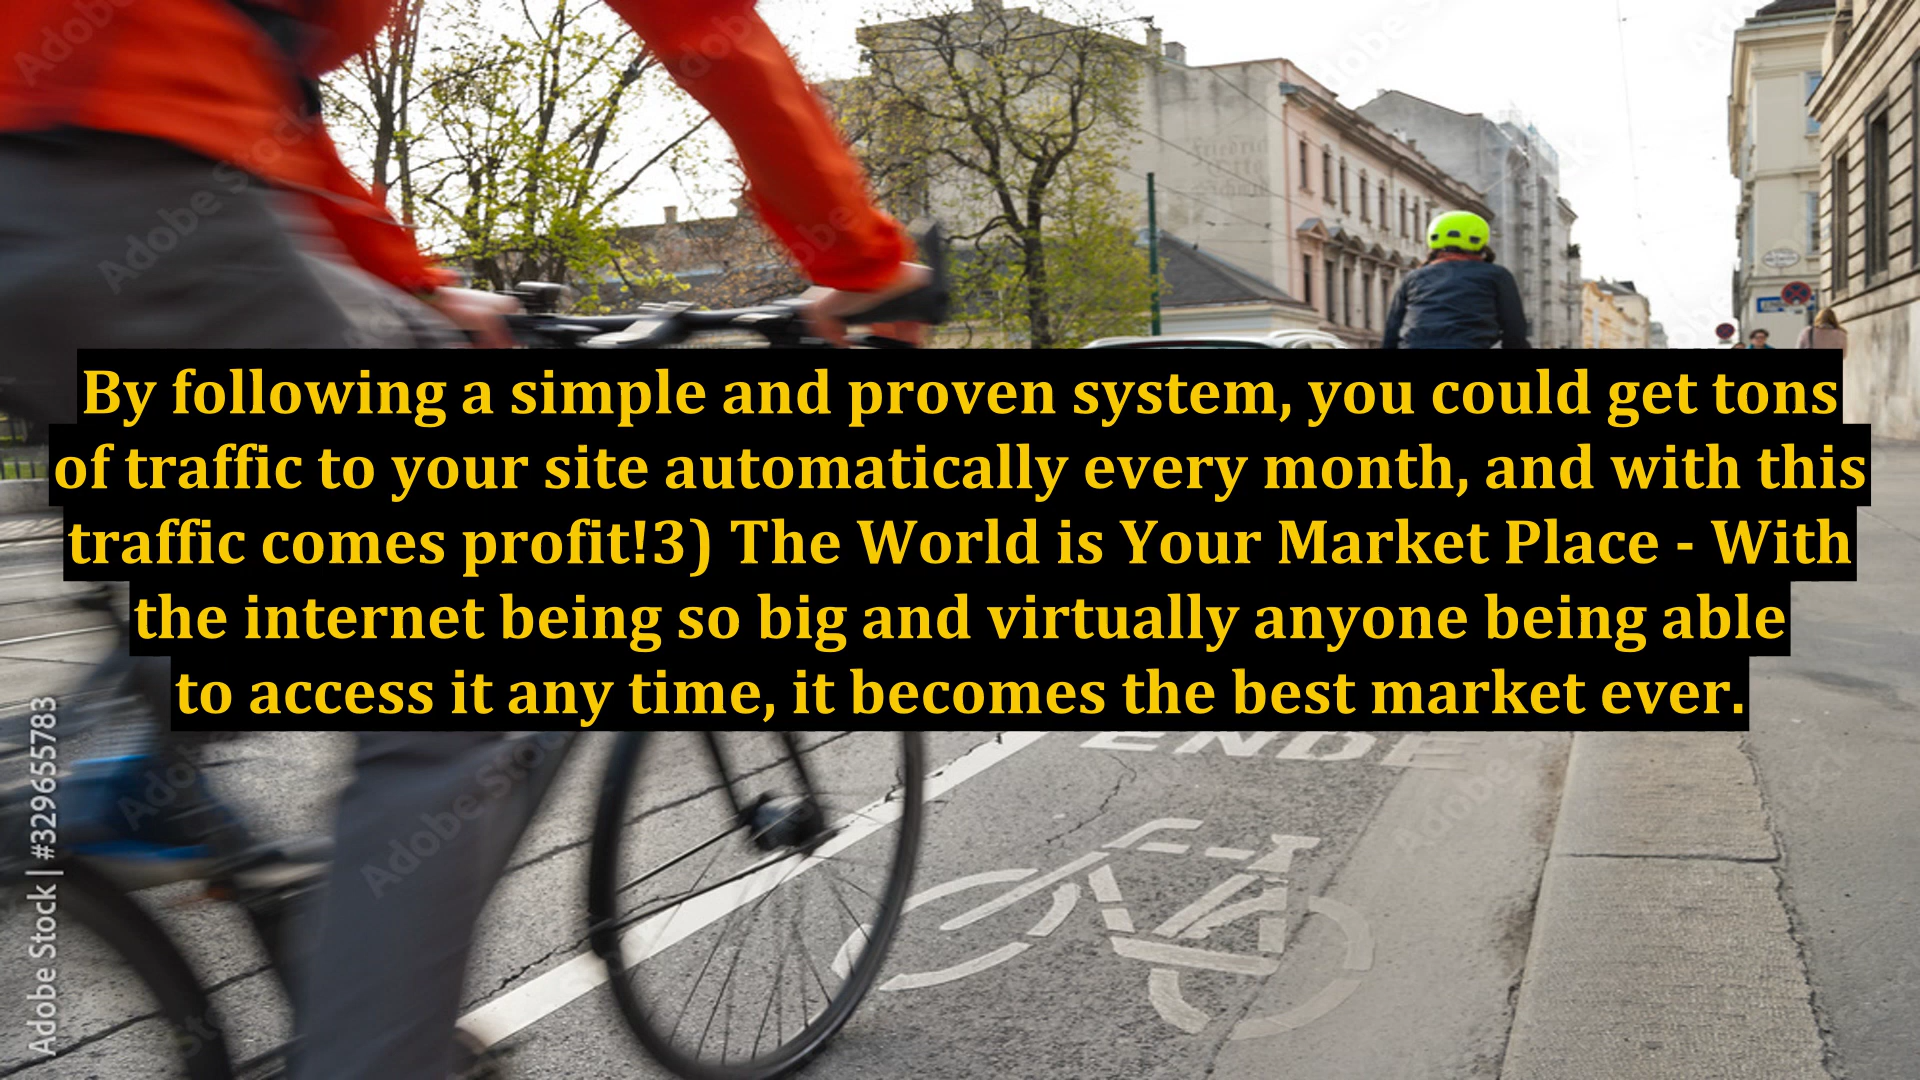 By following a simple and proven system, you could get tons
of traffic to your site automatically every month, and with this
traffic comes profit!3) The World is Your Market Place - With
the internet being so big and virtually anyone being able
to access it any time, it becomes the best market ever.
Friedrich
Otto
Schmidt
ENDE
Adobe Stock | #329655783